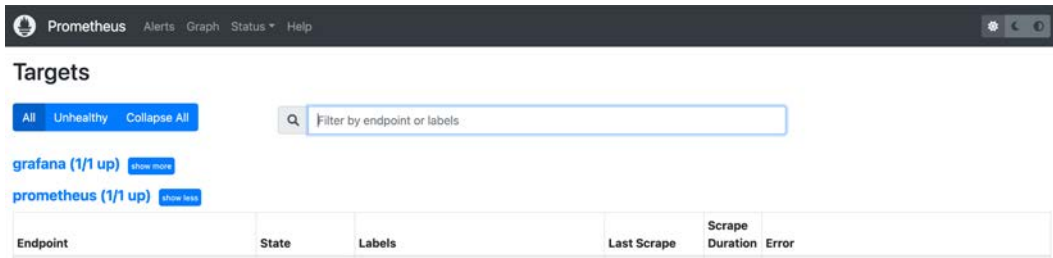 Prometheus Alerts Graph Status Help
Targets
All Unhealthy Collapse All
Filter by endpoint or labels
grafana (1/1 up) show more
prometheus (1/1 up) show less
Endpoint State Labels Last Scrape Scrape Duration Error